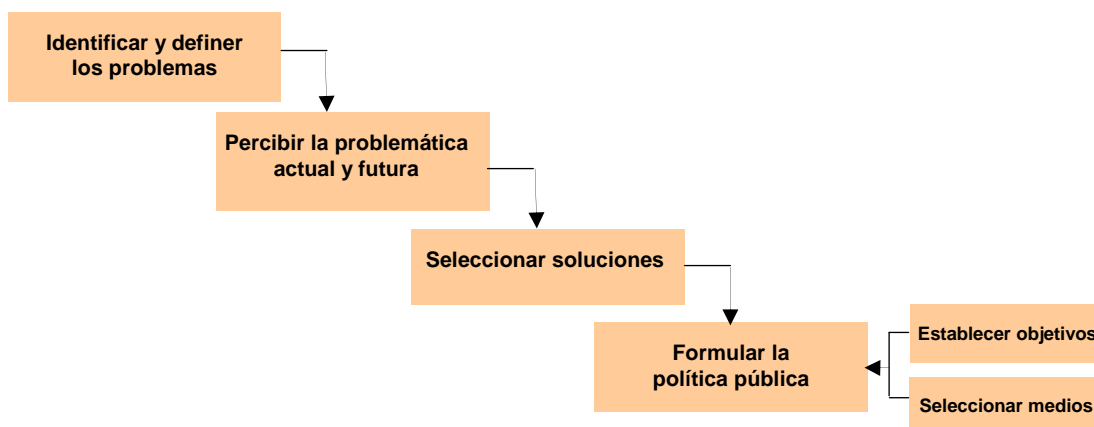 Identificar y definer
los problemas
Percibir la problemática
actual y futura
Seleccionar soluciones
Formular la
política pública
Establecer objetivos
Seleccionar medios